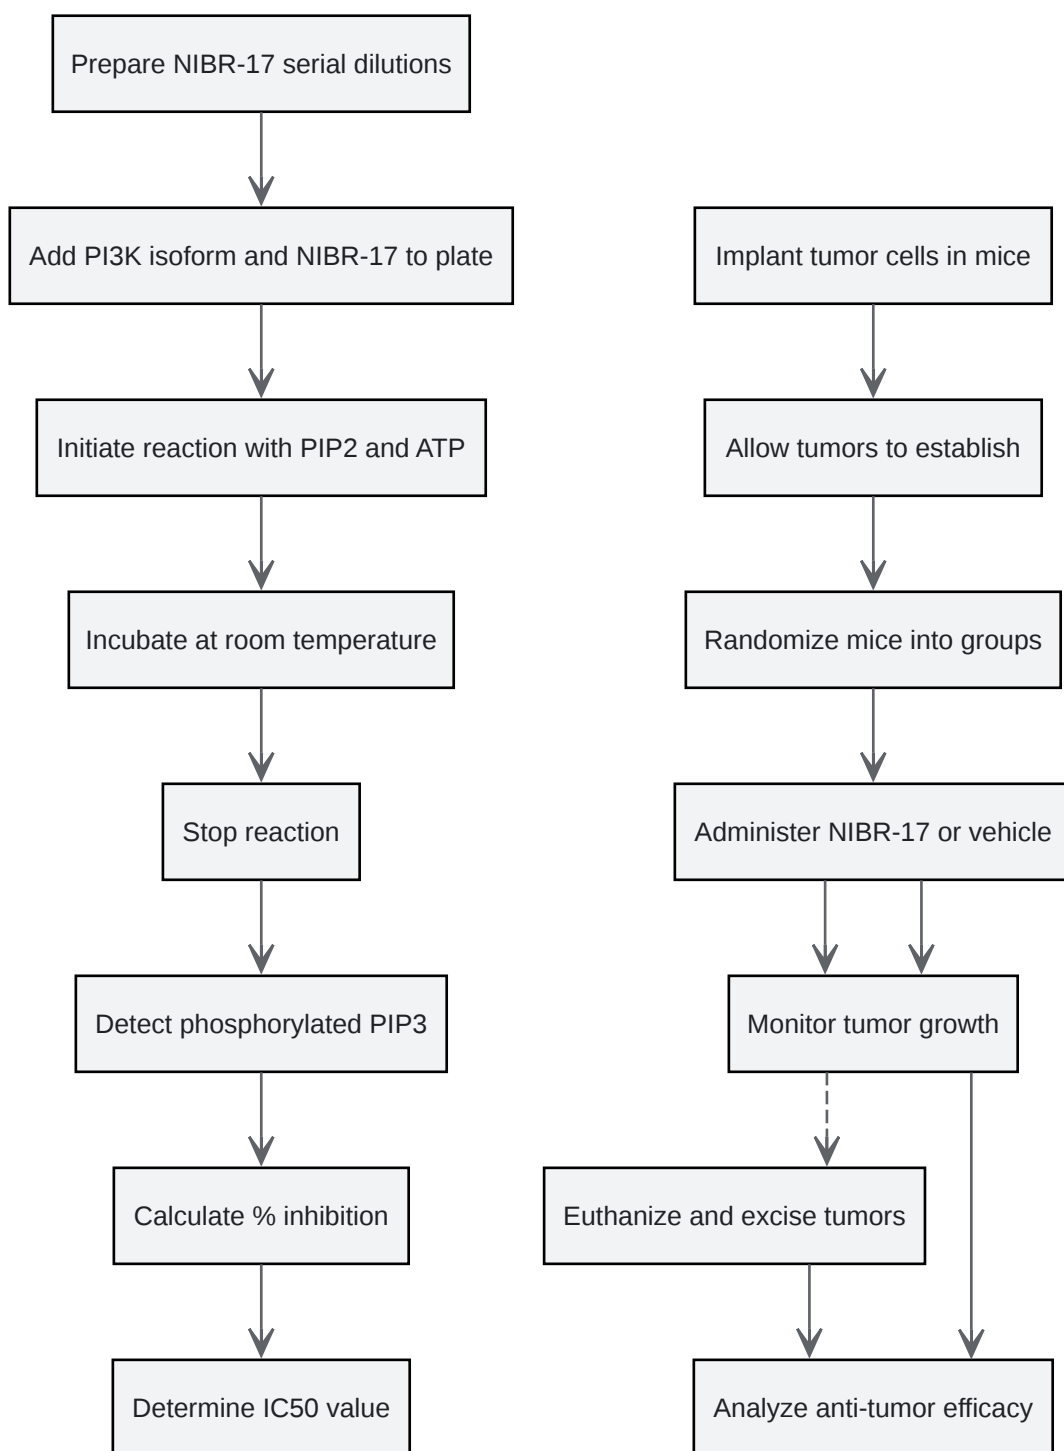 Prepare NIBR-17 serial dilutions
Add PI3K isoform and NIBR-17 to plate
Initiate reaction with PIP2 and ATP
Incubate at room temperature
Stop reaction
Detect phosphorylated PIP3
Calculate % inhibition
Determine IC50 value
Implant tumor cells in mice
Allow tumors to establish
Randomize mice into groups
Administer NIBR-17 or vehicle
Monitor tumor growth
Euthanize and excise tumors
Analyze anti-tumor efficacy